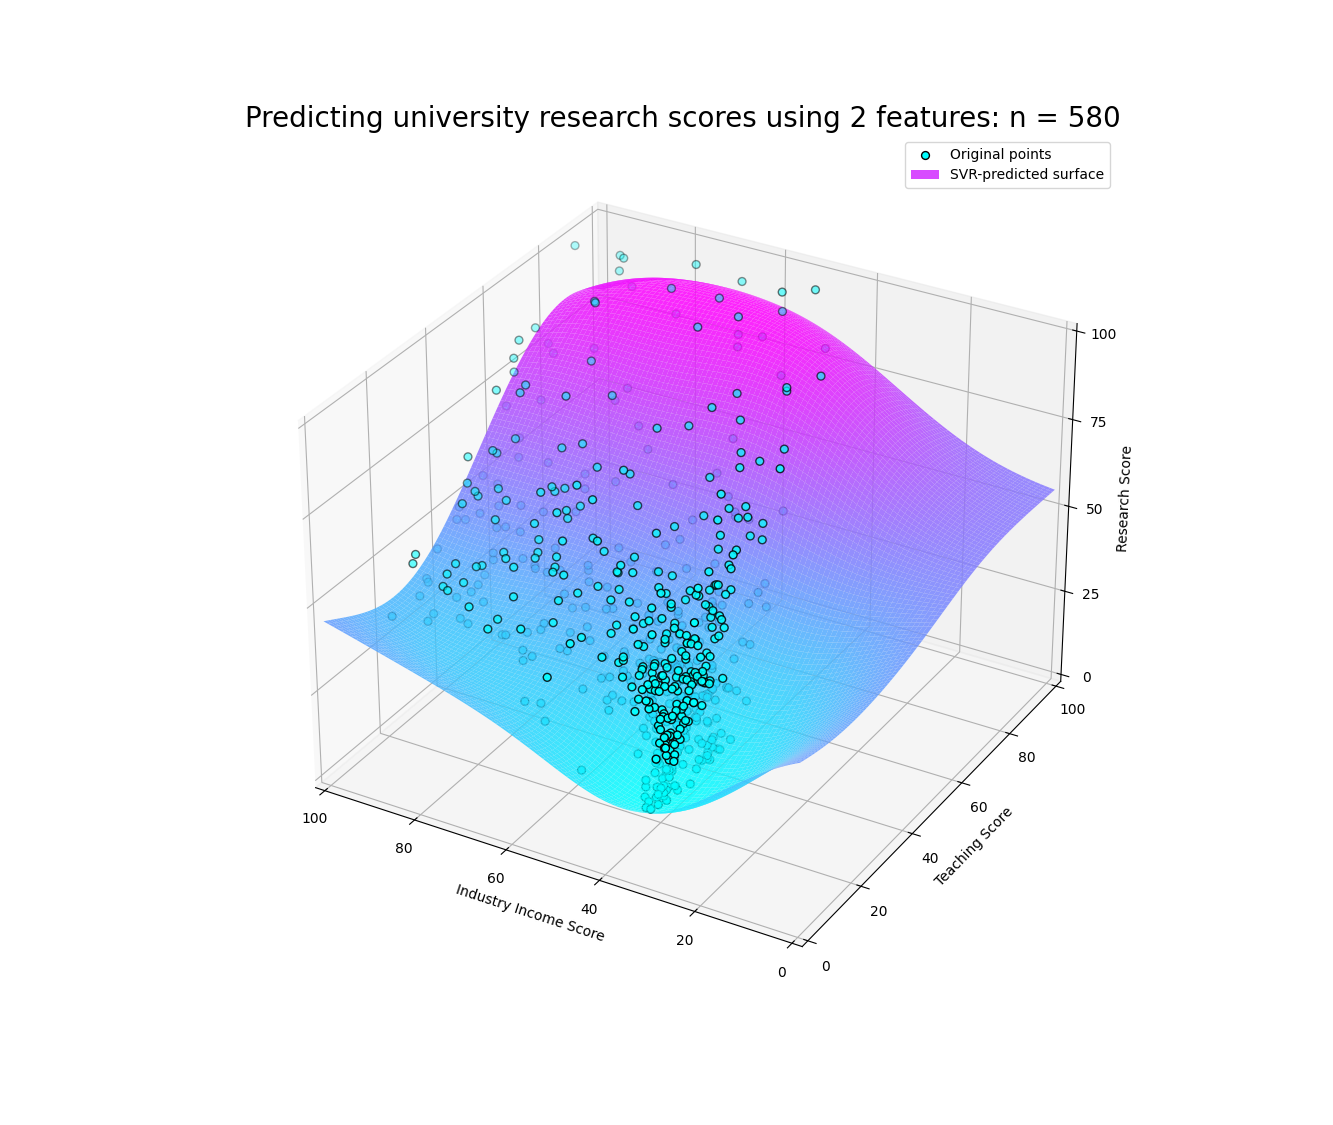 Predicting university research scores using 2 features: n = 580
Original points
SVR-predicted surface
100
75
50
25
0
Research Score
100
80
60
40
20
0
Teaching Score
100
80
60
40
20
0
Industry Income Score